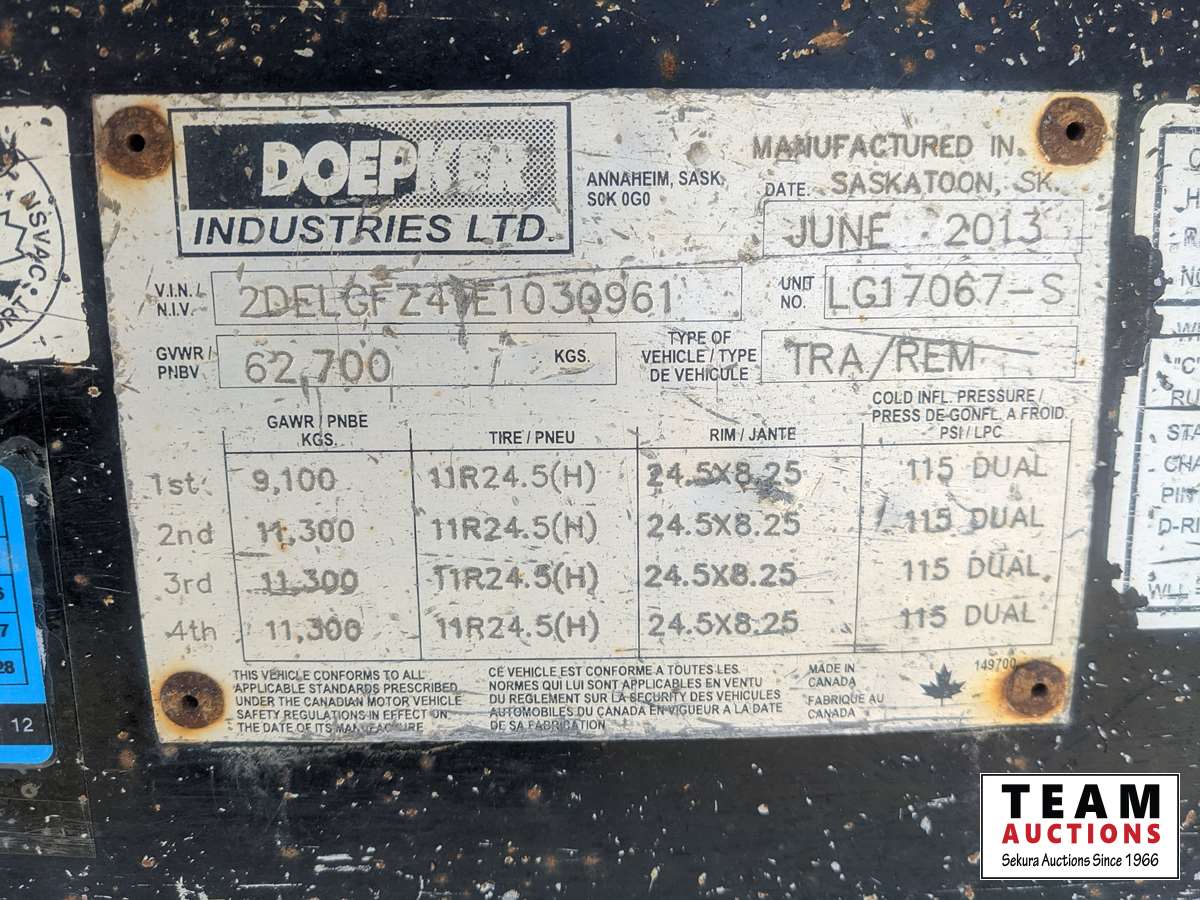 DOEPKER
INDUSTRIES LTD.
ANNAHEIM, SASK.
S0K 0G0
MANUFACTURED IN
SASKATOON, SK.
DATE:
JUNE 2013
V.I.N. /
N.I.V.
UNIT
NO.
LG17067-S
GVWR /
PNBV
62,700
KGS.
TYPE OF
VEHICLE / TYPE
DE VEHICULE
TRA/REM
GAWR / PNBE
KGS.
TIRE / PNEU
RIM / JANTE
COLD INFL. PRESSURE /
PRESS DE GONFL. A FROID.
PSI / LPC
1st 9,100 11R24.5(H) 24.5X8.25 115 DUAL
2nd 11,300 11R24.5(H) 24.5X8.25 115 DUAL
3rd 11,300 11R24.5(H) 24.5X8.25 115 DUAL
4th 11,300 11R24.5(H) 24.5X8.25 115 DUAL
THIS VEHICLE CONFORMS TO ALL
APPLICABLE STANDARDS PRESCRIBED
UNDER THE CANADIAN MOTOR VEHICLE
SAFETY REGULATIONS IN EFFECT ON
THE DATE OF ITS MANUFACTURE
CE VEHICLE EST CONFORME A TOUTES LES
NORMES QUI LUI SONT APPLICABLES EN VENTU
DU REGLEMENT SUR LA SECURITY DES VEHICULES
AUTOMOBILES DU CANADA EN VIGUEUR A LA DATE
DE SA FABRICATION
MADE IN
CANADA
FABRIQUE AU
CANADA
149700
NSVAC
12
28
TEAM
AUCTIONS
Sekura Auctions Since 1966